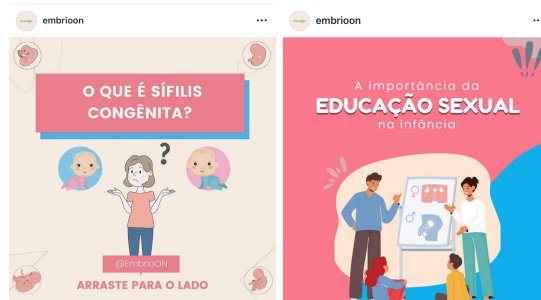 embrioon
O QUE É SÍFILIS
CONGÊNITA?
@EmbrioON
ARRASTE PARA O LADO
embrioon
A importância da
EDUCAÇÃO SEXUAL
na infância